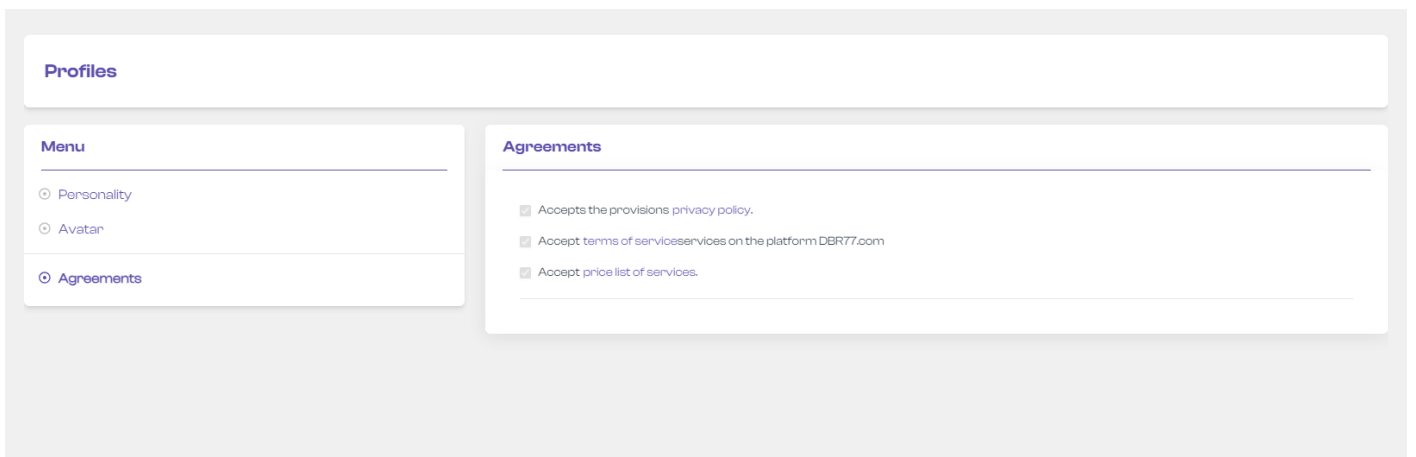 Profiles
Menu
Personality
Avatar
Agreements
Agreements
Accepts the provisions privacy policy.
Accept terms of serviceservices on the platform DBR77.com
Accept price list of services.